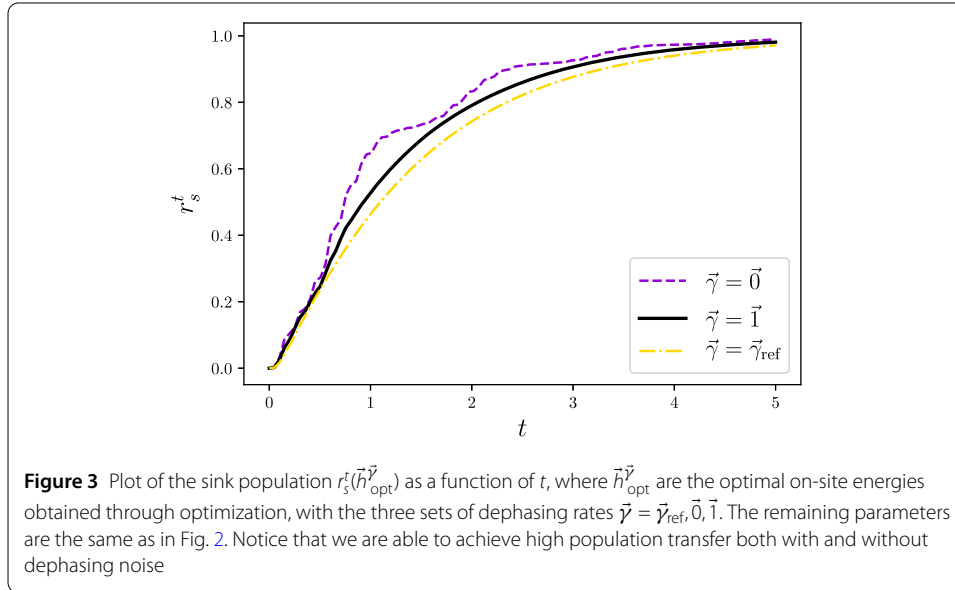 1.0
0.8
0.6
0.4
0.2
0.0
r_s^t
0 1 2 3 4 5
t
γ⃗ = 0⃗
γ⃗ = 1⃗
γ⃗ = γ⃗_ref
Figure 3 Plot of the sink population r_s^t(h⃗_opt^γ⃗) as a function of t, where h⃗_opt^γ⃗ are the optimal on-site energies
obtained through optimization, with the three sets of dephasing rates γ⃗ = γ⃗_ref, 0⃗, 1⃗. The remaining parameters
are the same as in Fig. 2. Notice that we are able to achieve high population transfer both with and without
dephasing noise